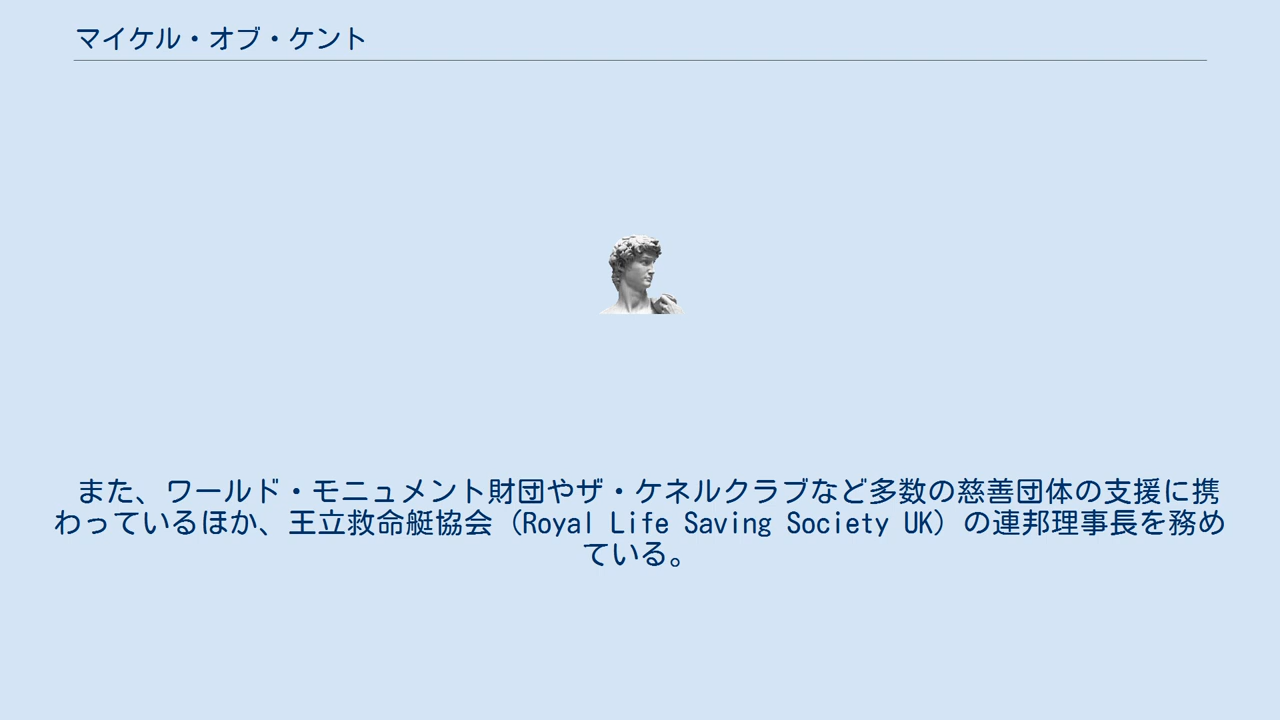 マイケル・オブ・ケント
また、ワールド・モニュメント財団やザ・ケネルクラブなど多数の慈善団体の支援に携
わっているほか、王立救命艇協会（Royal Life Saving Society UK）の連邦理事長を務め
ている。